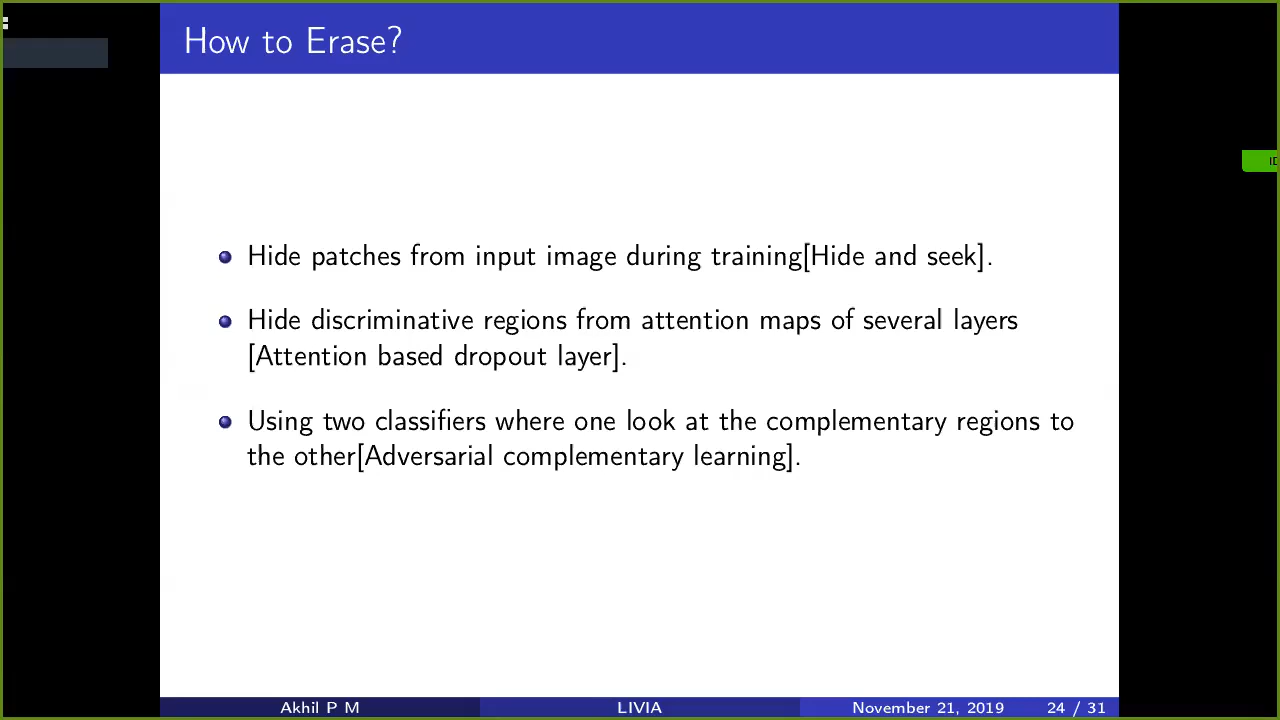 How to Erase?
Hide patches from input image during training[Hide and seek].
Hide discriminative regions from attention maps of several layers
[Attention based dropout layer].
Using two classifiers where one look at the complementary regions to
the other[Adversarial complementary learning].
Akhil P M LIVIA November 21, 2019 24 / 31